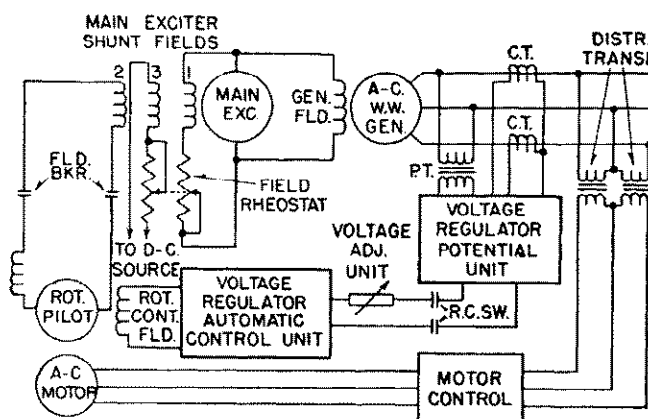 MAIN EXCITER
SHUNT FIELDS
2 3 1
MAIN
EXC.
GEN.
FLD.
A-C.
W.W.
GEN.
C.T.
C.T.
DISTR.
P.T.
FLD.
BKR.
FIELD
RHEOSTAT
TO D-C.
SOURCE
VOLTAGE
ADJ.
UNIT
VOLTAGE
REGULATOR
POTENTIAL
UNIT
ROT.
PILOT
ROT.
CONT.
FLD.
VOLTAGE
REGULATOR
AUTOMATIC
CONTROL UNIT
R.C.SW.
A-C
MOTOR
MOTOR
CONTROL